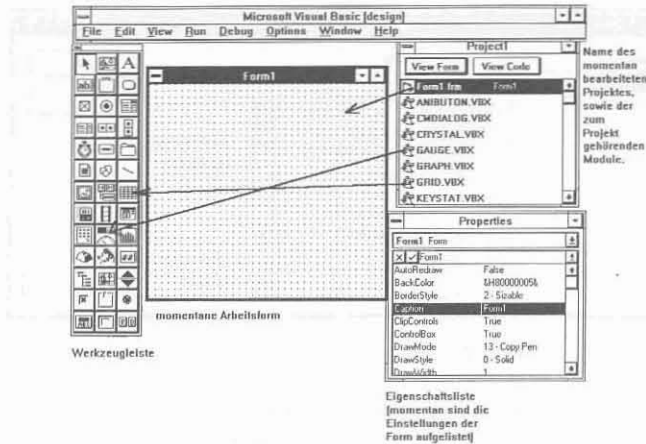 Microsoft Visual Basic [design]
File Edit View Run Debug Options Window Help
Form1
momentane Arbeitsform
Werkzeugleiste
Project1
View Form View Code
Form1.frm Form1
ANIBUTON.VBX
CMDIALOG.VBX
CRYSTAL.VBX
GAUGE.VBX
GRAPH.VBX
GRID.VBX
KEYSTAT.VBX
Name des
momentan
bearbeiteten
Projektes,
sowie der
zum
Projekt
gehörenden
Module.
Properties
Form1 Form
Form1
AutoRedraw False
BackColor &H80000005&
BorderStyle 2 - Sizable
Caption Form1
ClipControls True
ControlBox True
DrawMode 13 - Copy Pen
DrawStyle 0 - Solid
DrawWidth 1
Eigenschaftsliste
[momentan sind die
Einstellungen der
Form aufgelistet]